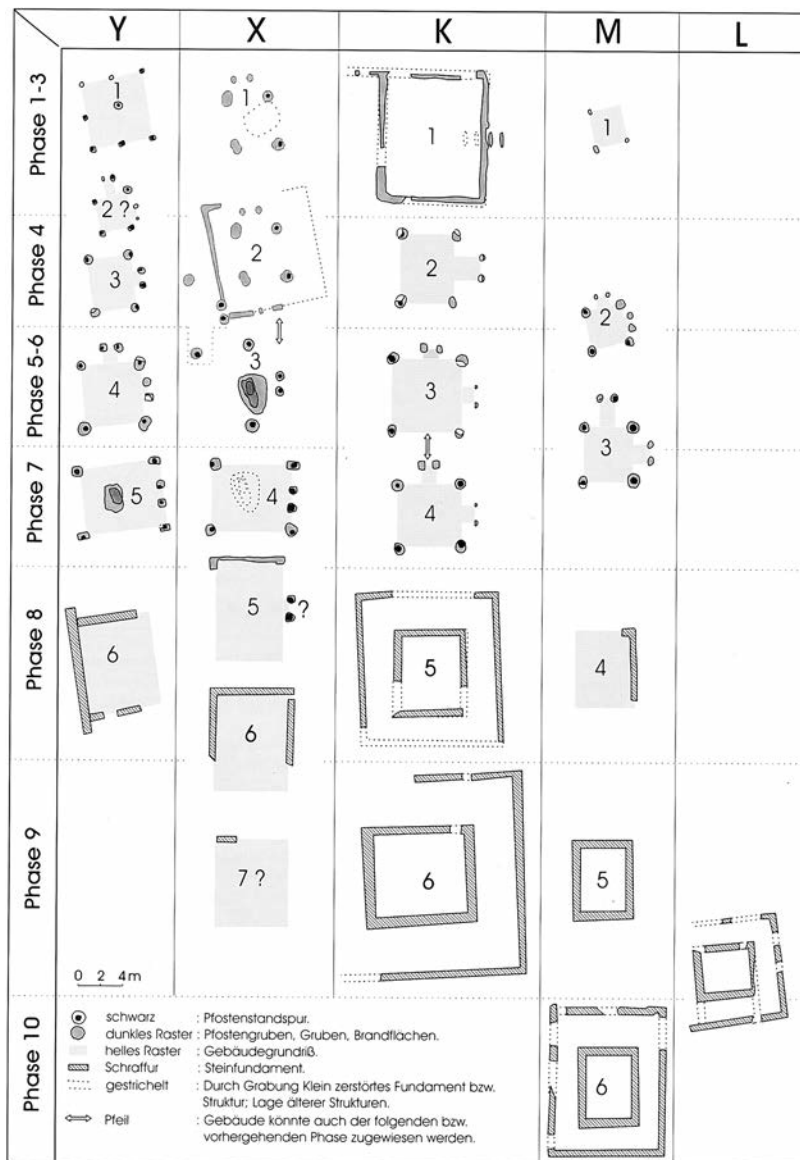 Y X K M L
Phase 1-3
1 1 1 1
2 ?
Phase 4
3 2 2 2
Phase 5-6
4 3 3 3
Phase 7
5 4 4
Phase 8
6 5 ? 5 4
6
Phase 9
7 ? 6 5
0 2 4m
Phase 10
6
schwarz : Pfostenstandspur.
dunkles Raster : Pfostengruben, Gruben, Brandflächen.
helles Raster : Gebäudegrundriß.
Schraffur : Steinfundament.
gestrichelt : Durch Grabung Klein zerstörtes Fundament bzw.
Struktur; Lage älterer Strukturen.
Pfeil : Gebäude könnte auch der folgenden bzw.
vorhergehenden Phase zugewiesen werden.